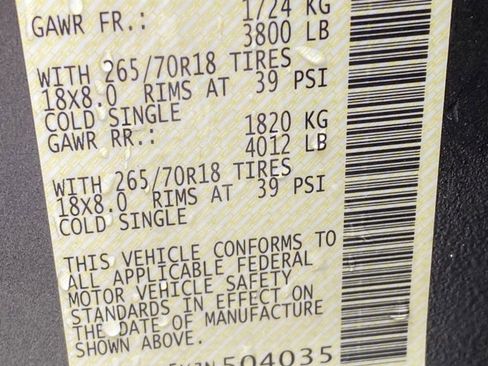 GAWR FR.: 1724 KG
3800 LB
WITH 265/70R18 TIRES
18X8.0 RIMS AT 39 PSI
COLD SINGLE
GAWR RR.: 1820 KG
4012 LB
WITH 265/70R18 TIRES
18X8.0 RIMS AT 39 PSI
COLD SINGLE
THIS VEHICLE CONFORMS TO
ALL APPLICABLE FEDERAL
MOTOR VEHICLE SAFETY
STANDARDS IN EFFECT ON
THE DATE OF MANUFACTURE
SHOWN ABOVE.
504035